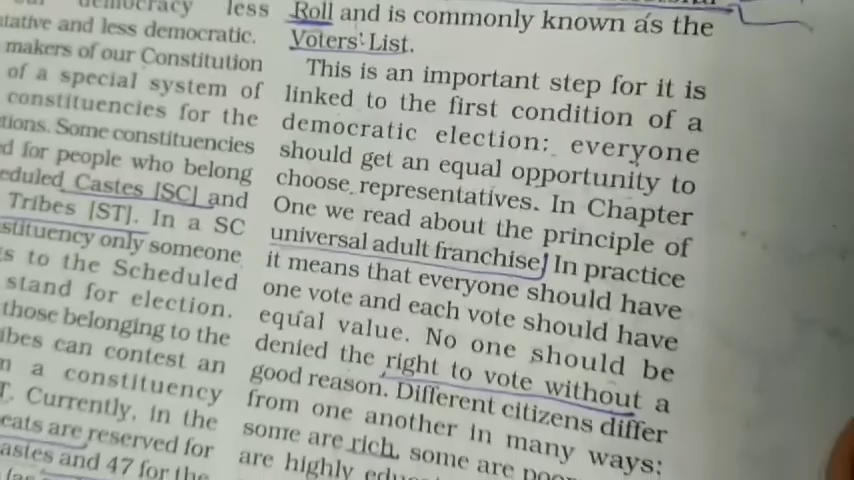 democracy less
tative and less democratic.
makers of our Constitution
of a special system of
constituencies for the
tions. Some constituencies
d for people who belong
eduled Castes [SC] and
Tribes [ST]. In a SC
stituency only someone
s to the Scheduled
stand for election.
those belonging to the
ibes can contest an
a constituency
T. Currently, in the
eats are reserved for
astes and 47 for the
Roll and is commonly known as the
Voters' List.
This is an important step for it is
linked to the first condition of a
democratic election: everyone
should get an equal opportunity to
choose representatives. In Chapter
One we read about the principle of
universal adult franchise. In practice
it means that everyone should have
one vote and each vote should have
equal value. No one should be
denied the right to vote without a
good reason. Different citizens differ
from one another in many ways:
some are rich, some are poor
are highly